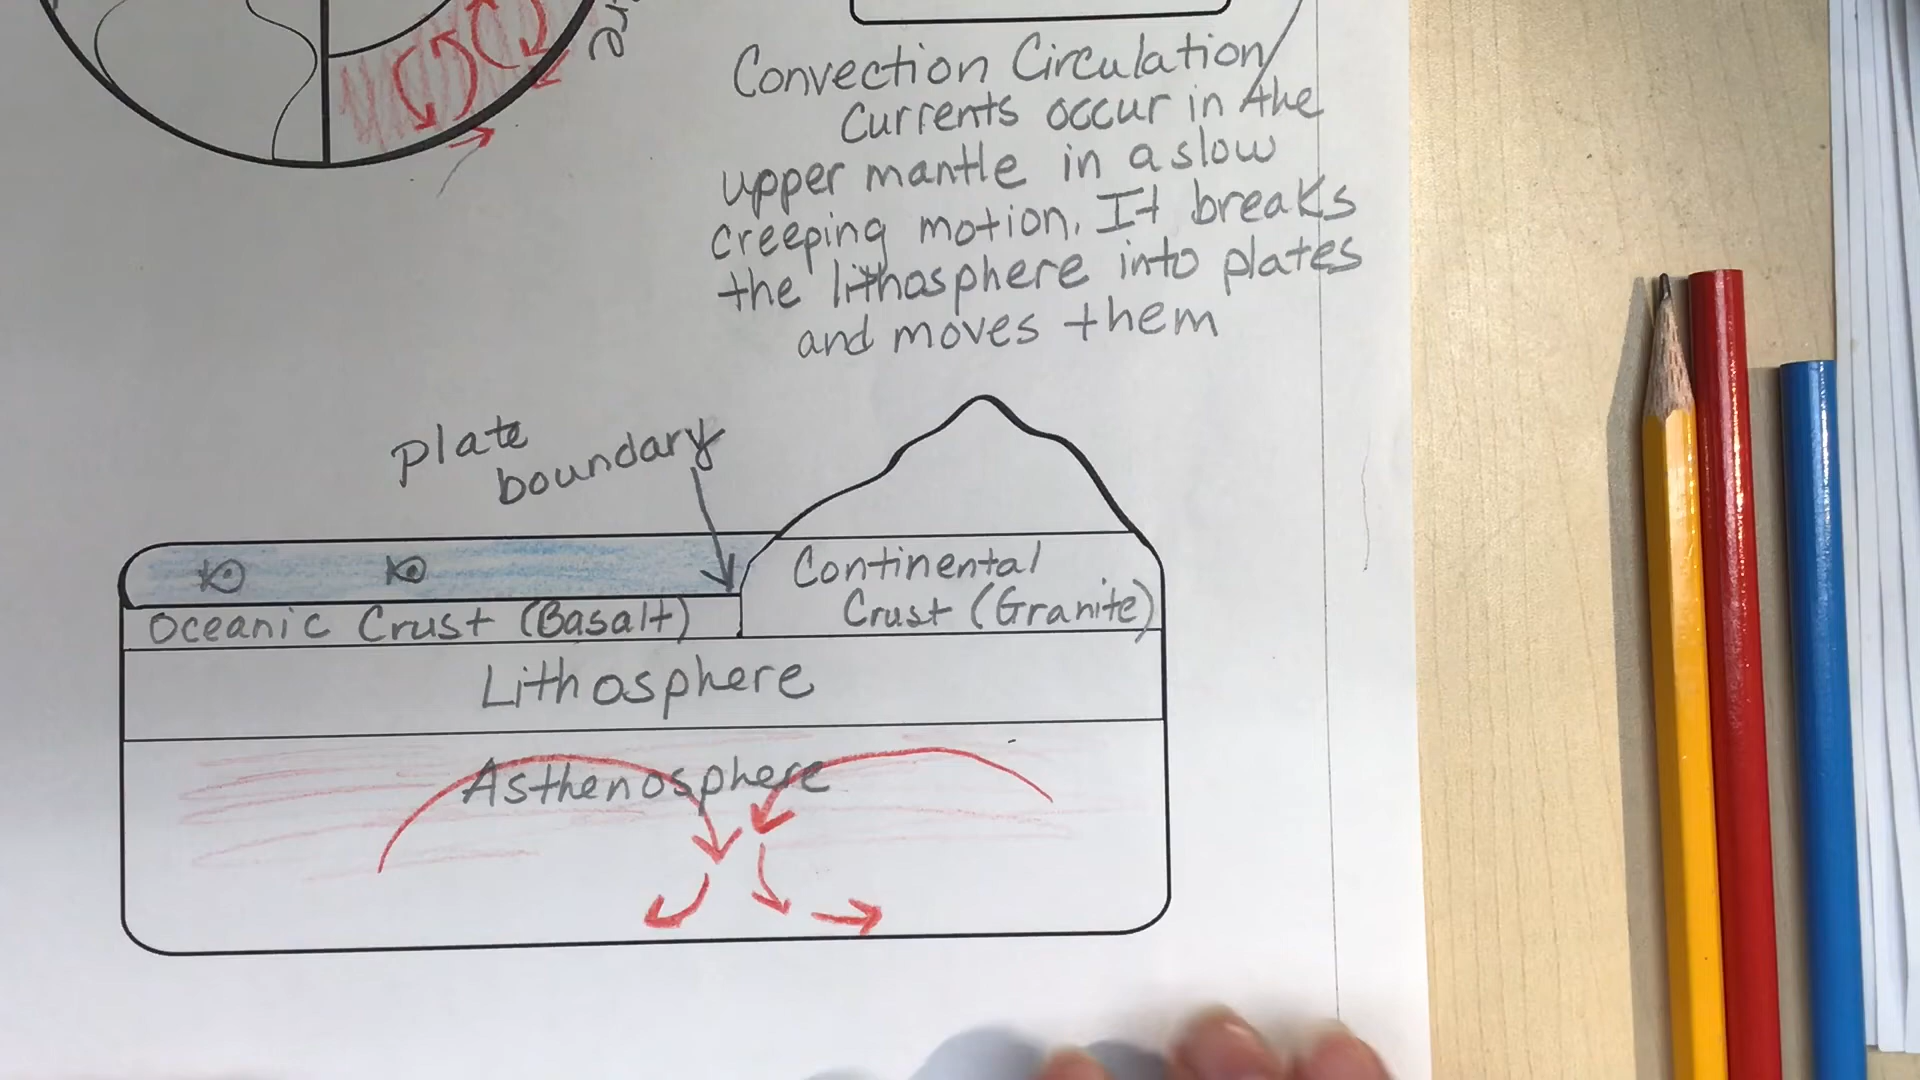 Convection Circulation
Currents occur in the
upper mantle in a slow
creeping motion. It breaks
the lithosphere into plates
and moves them
plate
boundary
Continental
Crust (Granite)
Oceanic Crust (Basalt)
Lithosphere
Asthenosphere